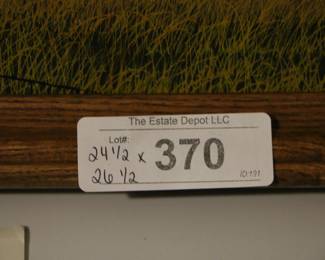 The Estate Depot LLC
Lot#:
24 1/2 x 370
26 1/2
ID:191